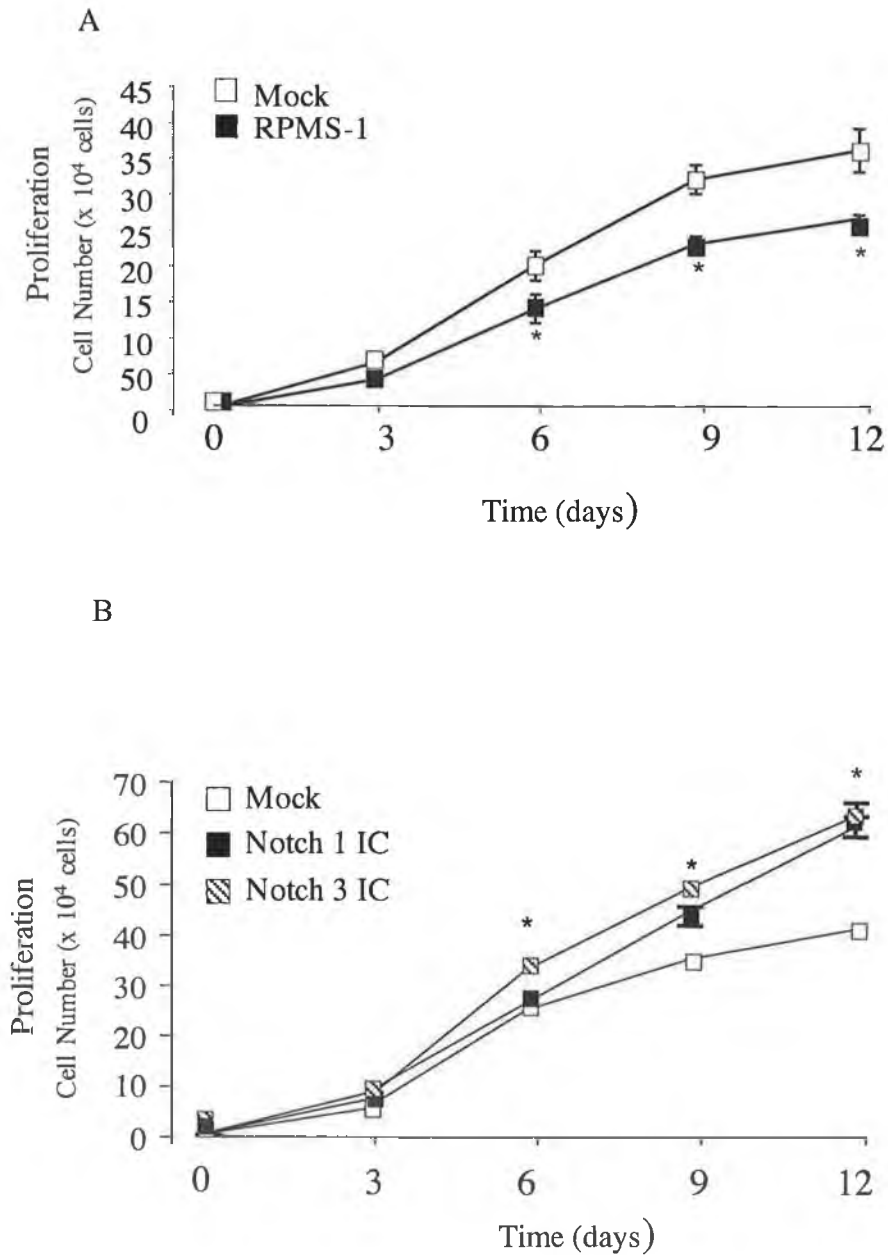 A
45
40
35
30
25
20
15
10
50
0
Proliferation
Cell Number (x 10⁴ cells)
Mock
RPMS-1
*
*
*
0 3 6 9 12
Time (days)
B
70
60
50
40
30
20
10
0
Proliferation
Cell Number (x 10⁴ cells)
Mock
Notch 1 IC
Notch 3 IC
*
*
*
0 3 6 9 12
Time (days)